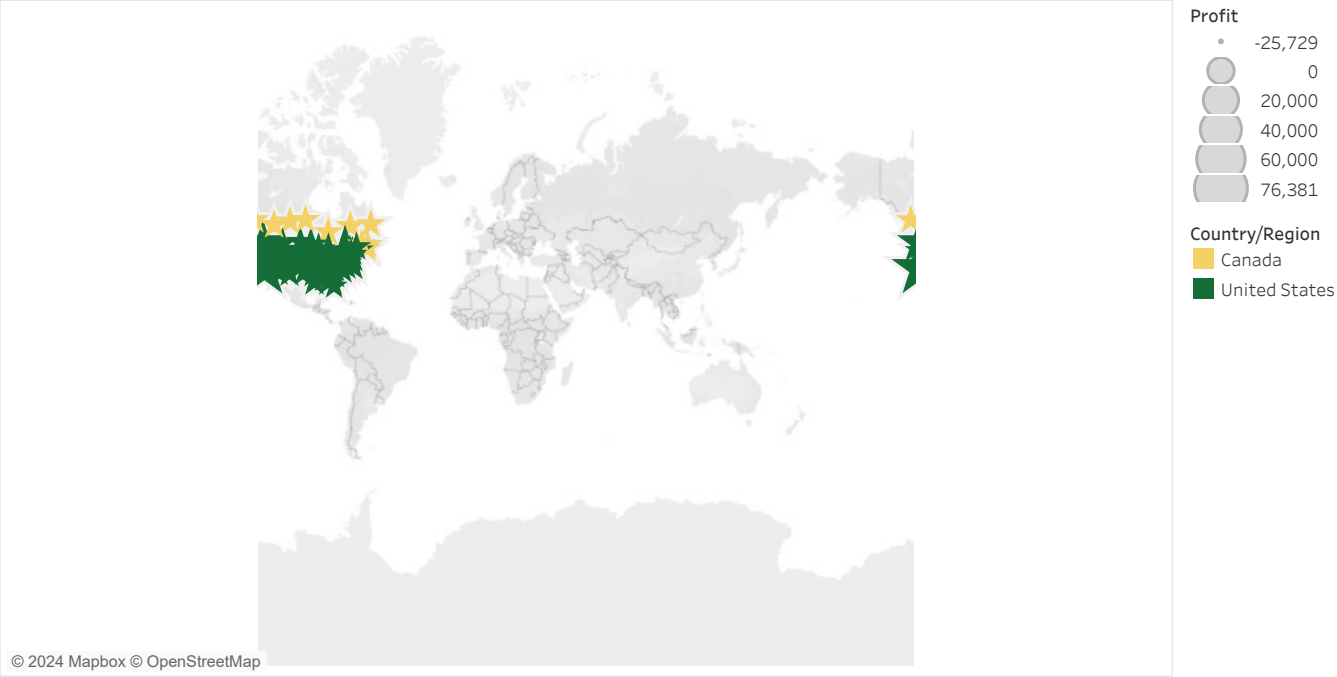 Profit
-25,729
0
20,000
40,000
60,000
76,381
Country/Region
Canada
United States
© 2024 Mapbox © OpenStreetMap